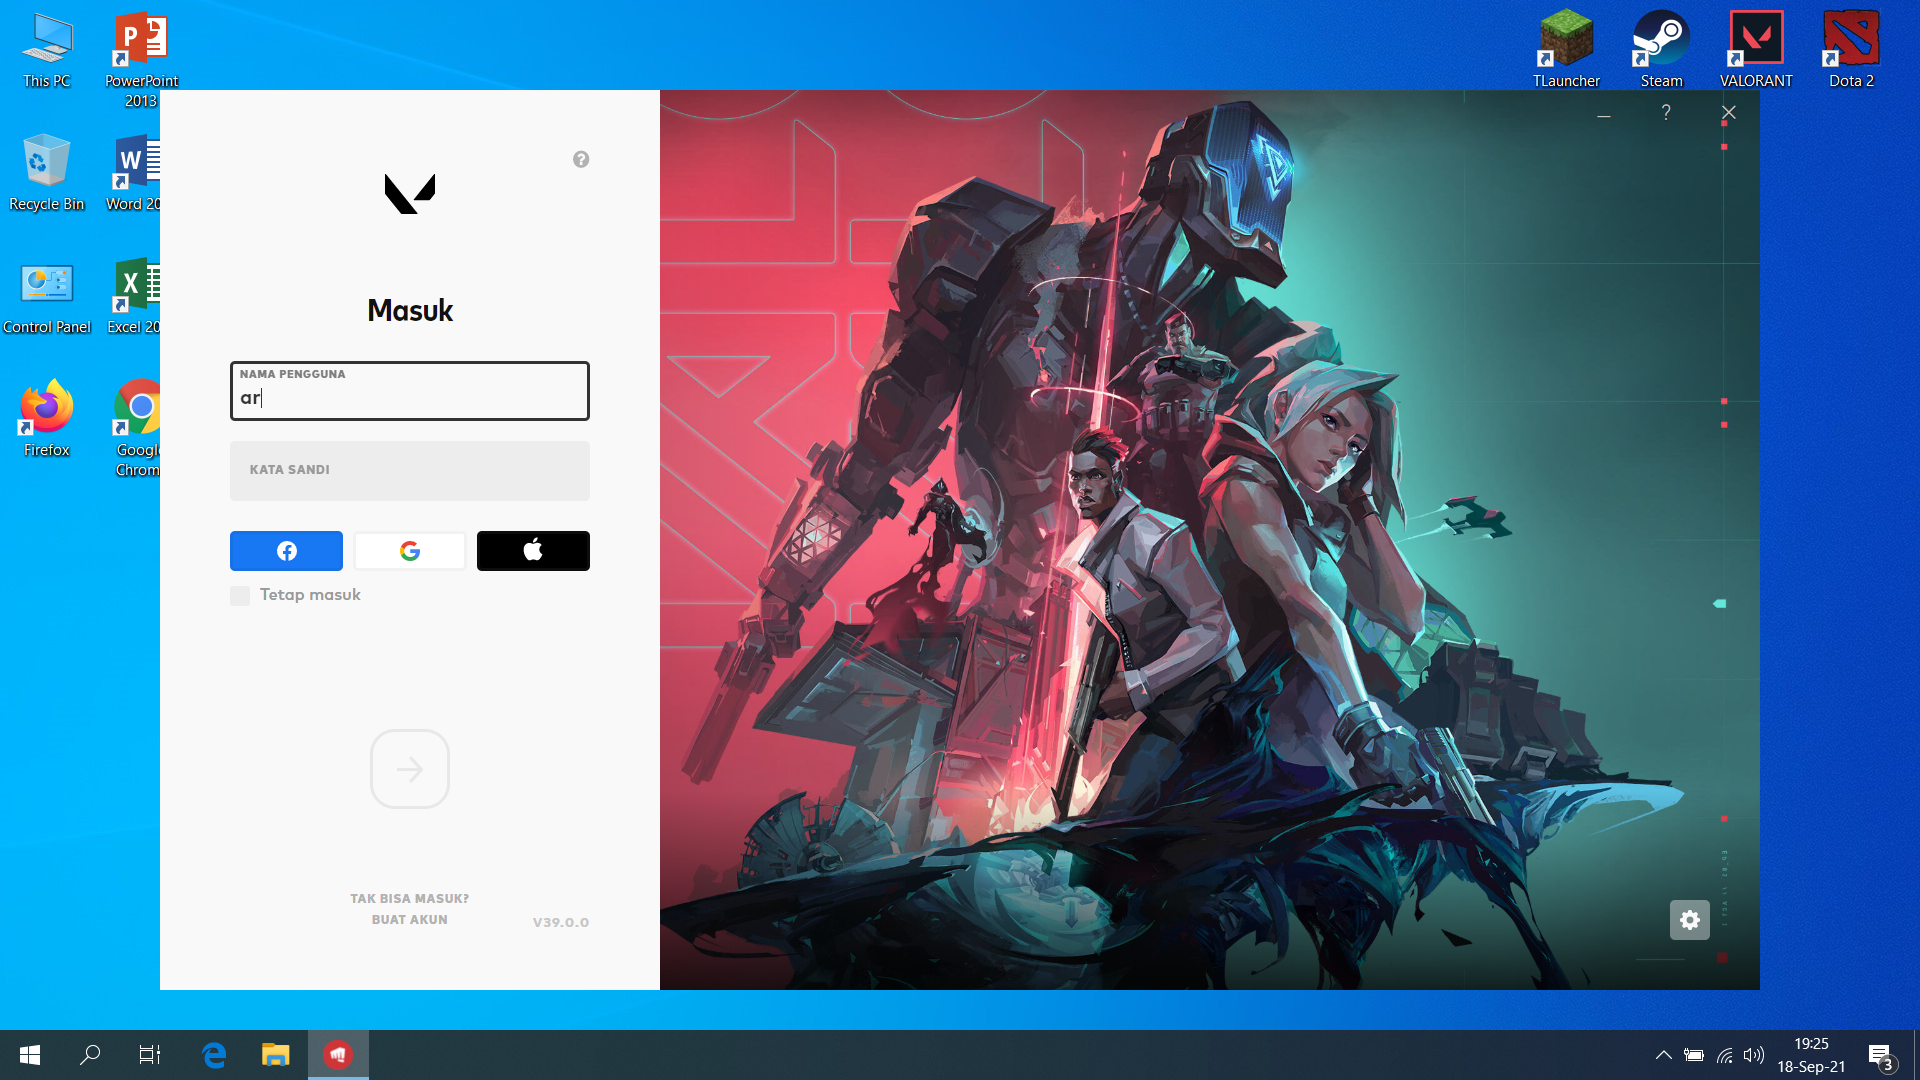 This PC
PowerPoint
2013
TLauncher
Steam
VALORANT
Dota 2
Recycle Bin
Word 20
Control Panel
Excel 20
Firefox
Google
Chrom
?
Masuk
NAMA PENGGUNA
ar
KATA SANDI
Tetap masuk
TAK BISA MASUK?
BUAT AKUN
V39.0.0
19:25
18-Sep-21
3